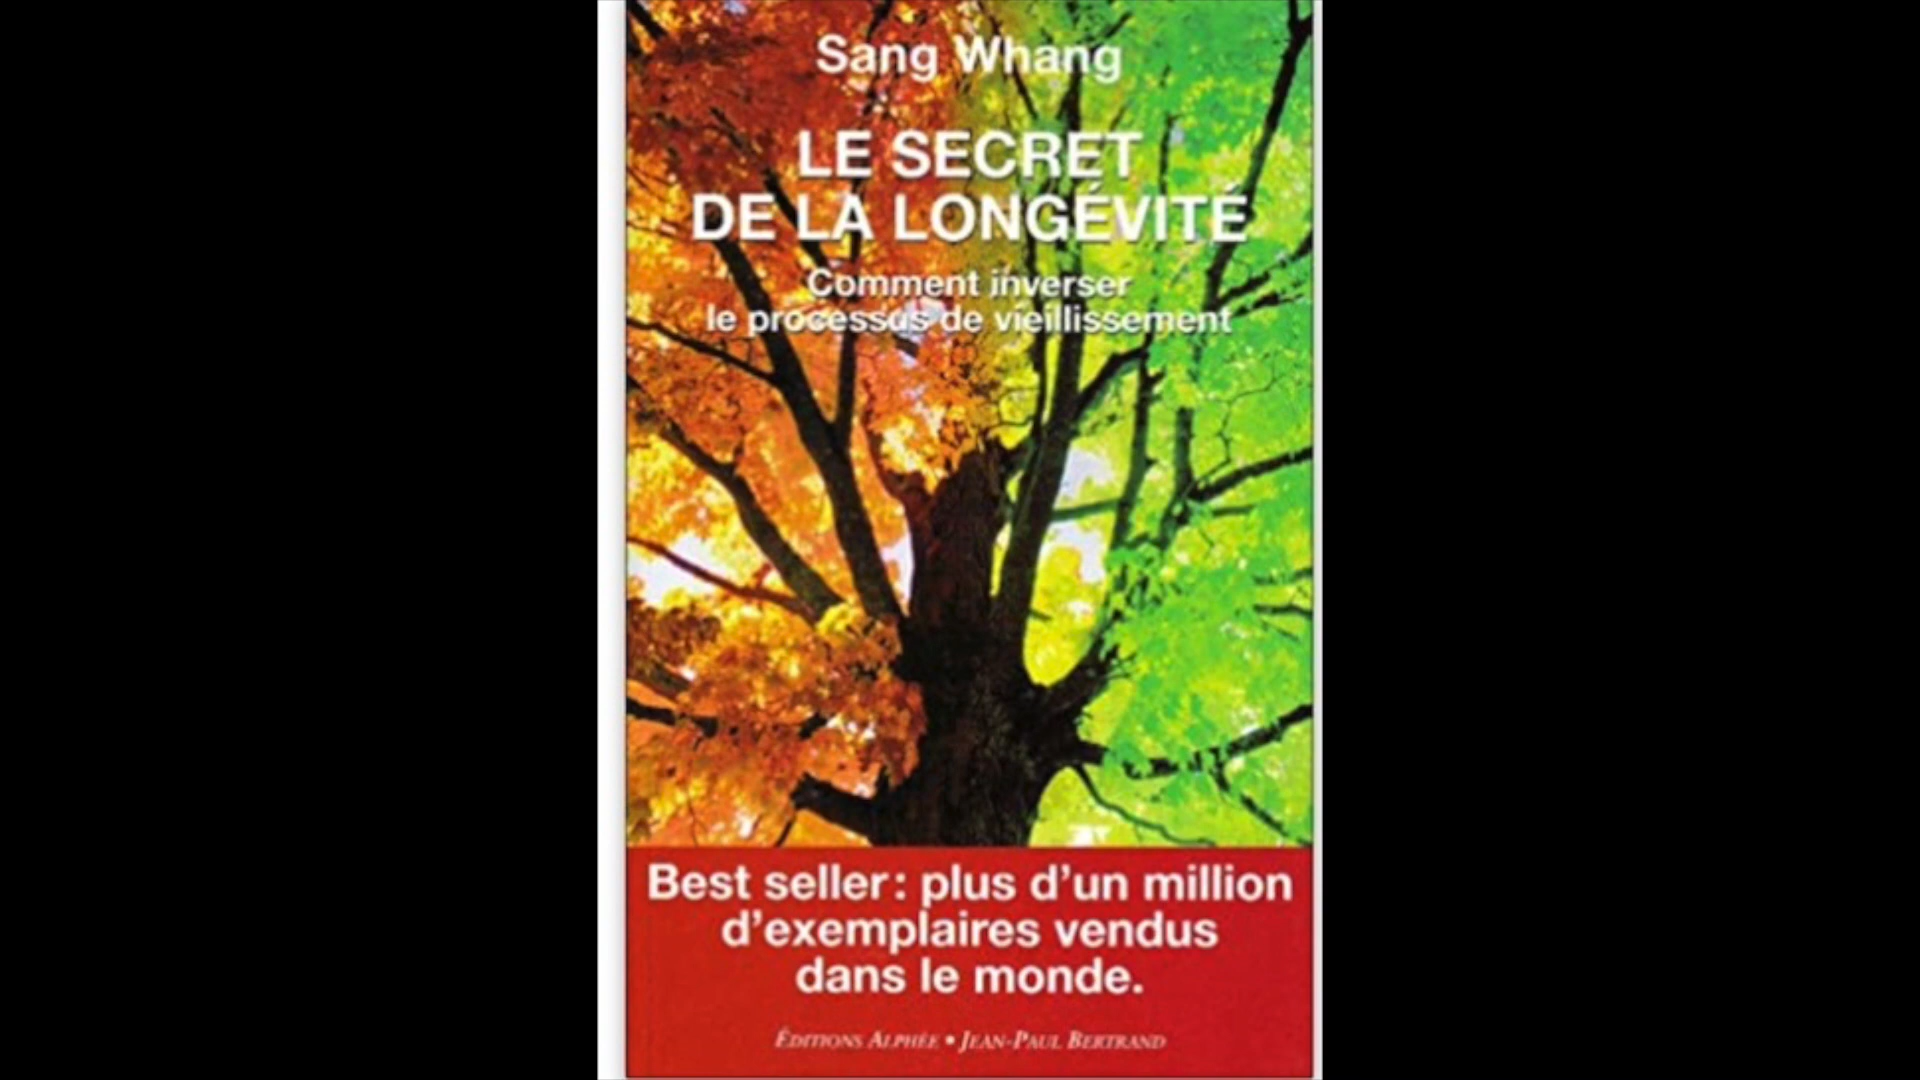 Sang Whang
LE SECRET
DE LA LONGÉVITÉ
Comment inverser
le processus de vieillissement
Best seller : plus d'un million
d'exemplaires vendus
dans le monde.
ÉDITIONS ALPHÉE • JEAN-PAUL BERTRAND